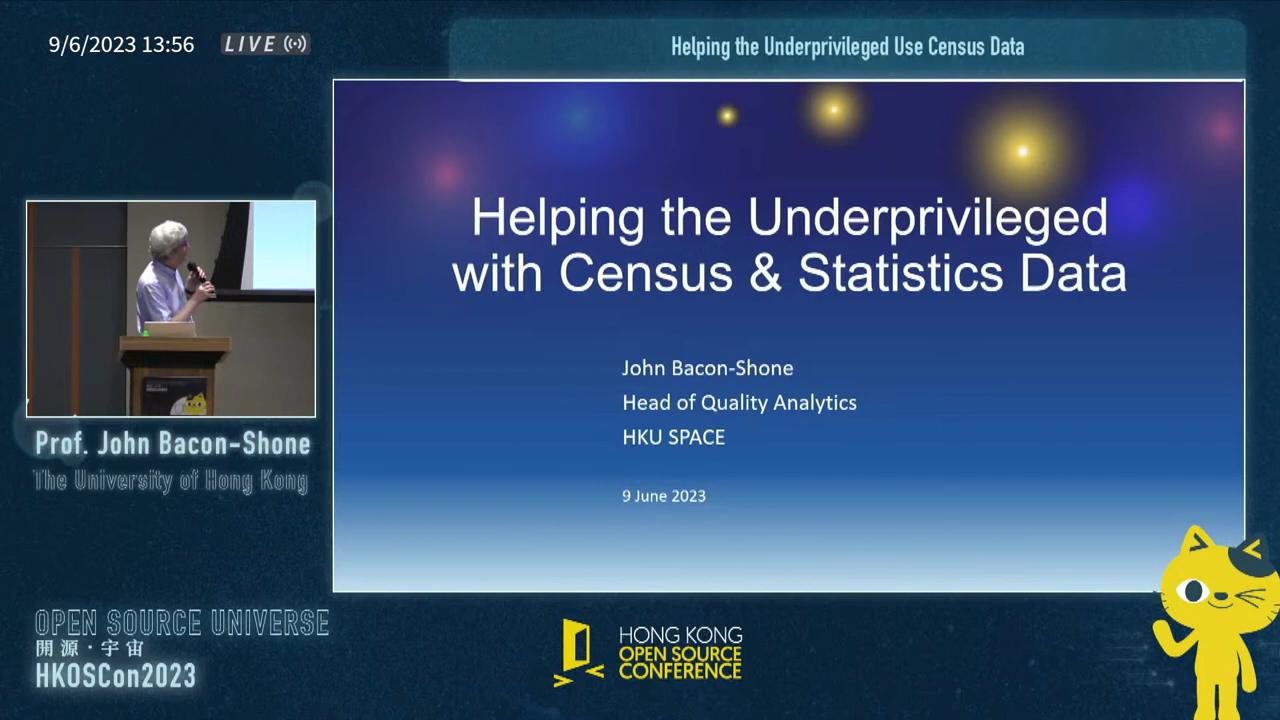 9/6/2023 13:56
LIVE
Helping the Underprivileged Use Census Data
Helping the Underprivileged
with Census & Statistics Data
John Bacon-Shone
Head of Quality Analytics
HKU SPACE
9 June 2023
Prof. John Bacon-Shone
The University of Hong Kong
OPEN SOURCE UNIVERSE
開源·宇宙
HKOSCon2023
HONG KONG
OPEN SOURCE
CONFERENCE